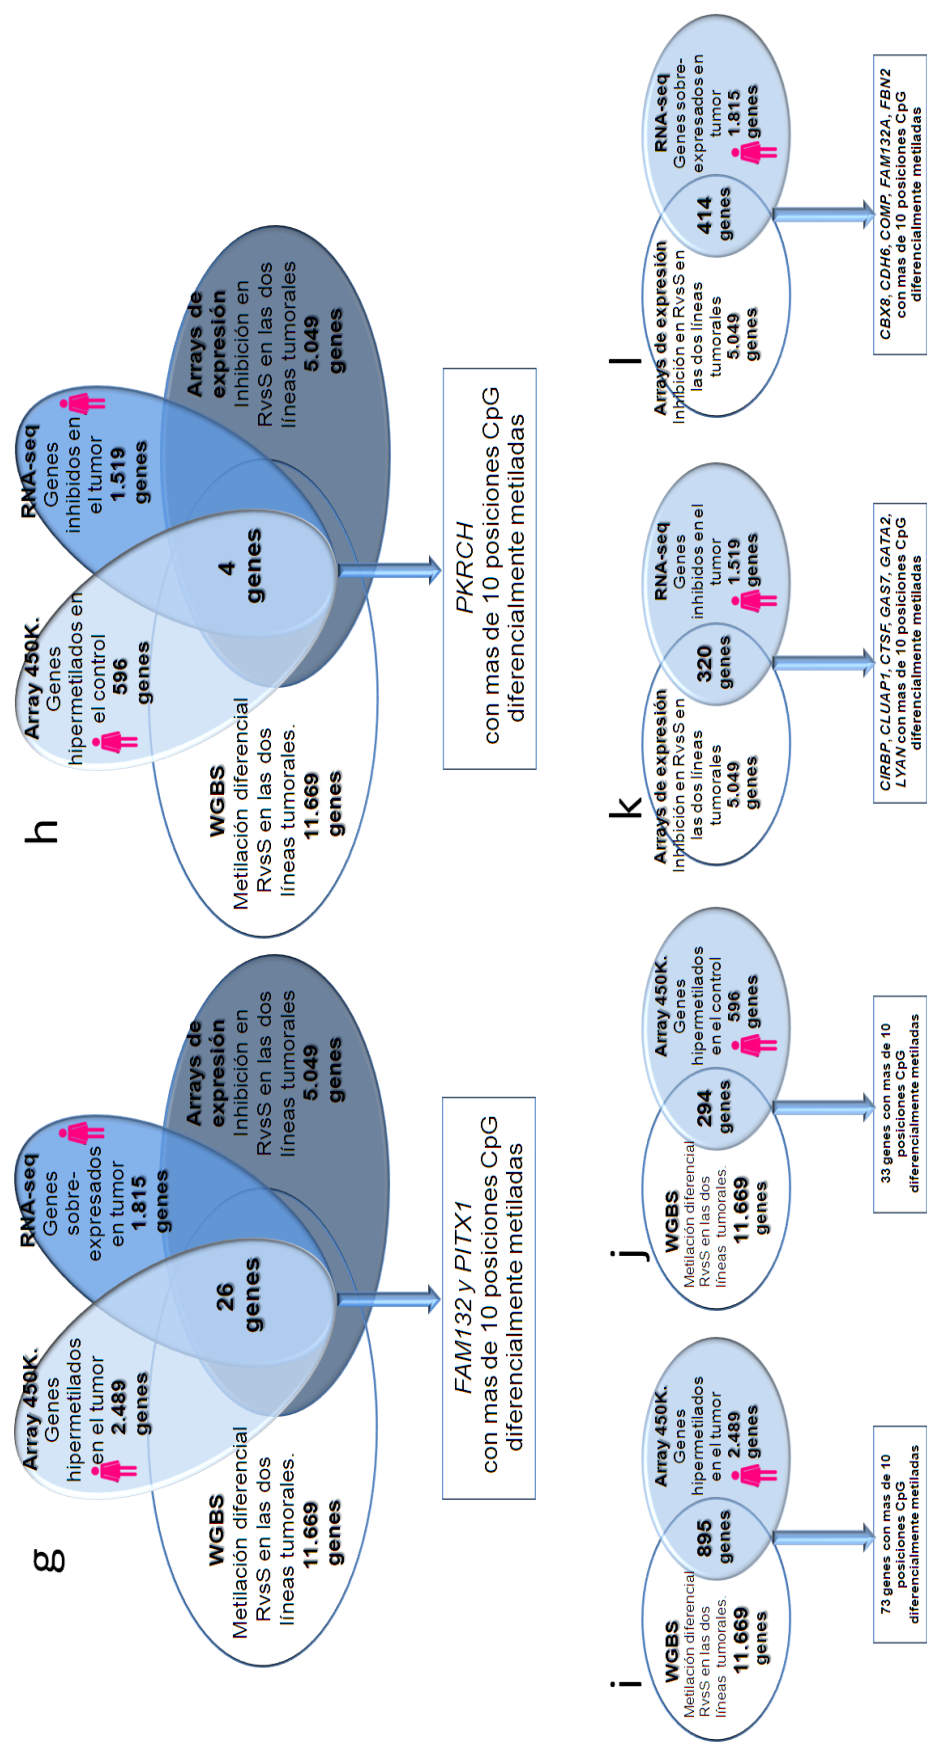 g
Array 450K.
Genes
hipermetilados
en el tumor
2.489
genes
RNA-seq
Genes
sobre-
expresados
en tumor
1.815
genes
WGBS
Metilación diferencial
RvsS en las dos
líneas tumorales.
11.669
genes
Arrays de
expresión
Inhibición en
RvsS en las dos
líneas tumorales
5.049
genes
26
genes
FAM132 y PITX1
con mas de 10 posiciones CpG
diferencialmente metiladas
h
Array 450K.
Genes
hipermetilados en
el control
596
genes
RNA-seq
Genes
inhibidos en
el tumor
1.519
genes
WGBS
Metilación diferencial
RvsS en las dos
líneas tumorales.
11.669
genes
Arrays de
expresión
Inhibición en
RvsS en las dos
líneas tumorales
5.049
genes
4
genes
PKRCH
con mas de 10 posiciones CpG
diferencialmente metiladas
i
WGBS
Metilación diferencial
RvsS en las dos
líneas tumorales.
11.669
genes
895
genes
Array 450K.
Genes
hipermetilados
en el tumor
2.489
genes
73 genes con mas de 10
posiciones CpG
diferencialmente metiladas
j
WGBS
Metilación diferencial
RvsS en las dos
líneas tumorales.
11.669
genes
294
genes
Array 450K.
Genes
hipermetilados
en el control
596
genes
33 genes con mas de 10
posiciones CpG
diferencialmente metiladas
k
Arrays de expresión
Inhibición en RvsS en
las dos líneas
tumorales
5.049
genes
320
genes
RNA-seq
Genes
inhibidos en el
tumor
1.519
genes
CIRBP, CLUAP1, CTSF, GAS7, GATA2,
LYAN con mas de 10 posiciones CpG
diferencialmente metiladas
l
Arrays de expresión
Inhibición en RvsS en
las dos líneas
tumorales
5.049
genes
414
genes
RNA-seq
Genes sobre-
expresados en
tumor
1.815
genes
CBX8, CDH6, COMP, FAM132A, FBN2
con mas de 10 posiciones CpG
diferencialmente metiladas